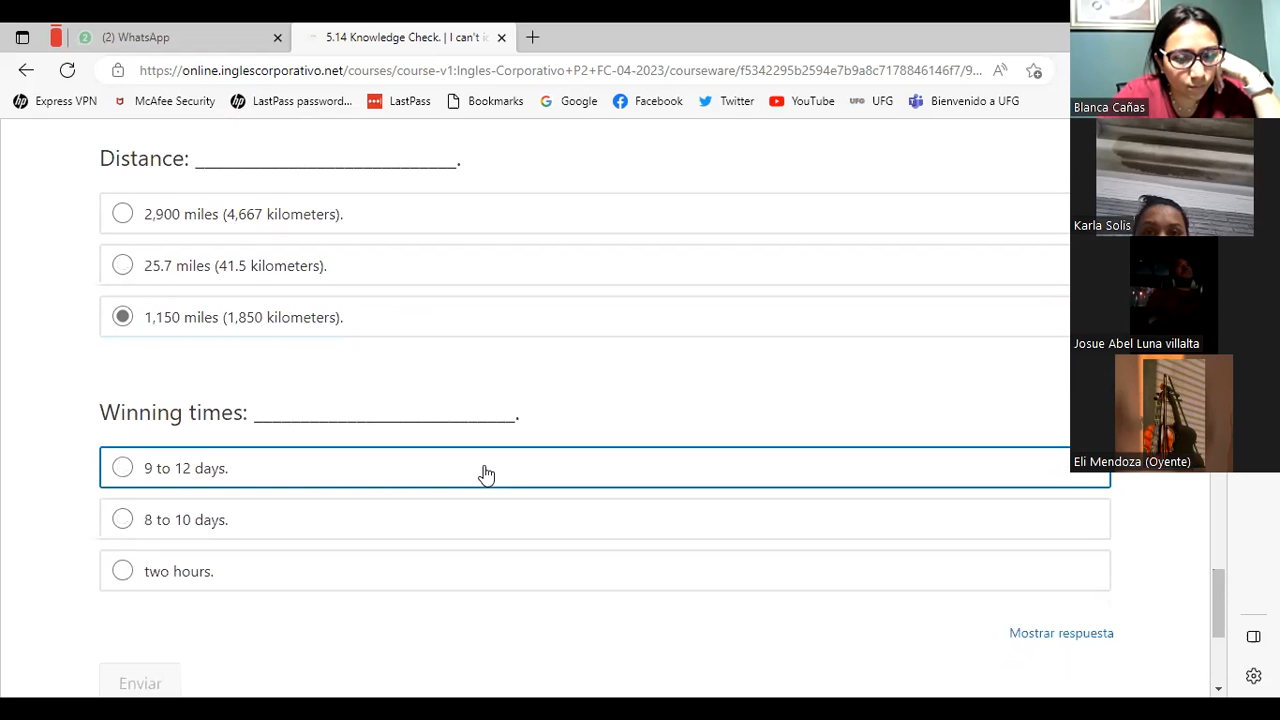 2 (2) WhatsApp
5.14 Knowledge Check. | I can't i
https://online.inglescorporativo.net/courses/course-v1:Ingles-Corporativo+P2+FC-04-2023/courseware/f5342295b2594e7b9a8c7178846146f7/9...
Express VPN McAfee Security LastPass password... LastPass Bookmarks Google Facebook Twitter YouTube UFG UFG Bienvenido a UFG
Blanca Cañas
Distance: ____________________________.
2,900 miles (4,667 kilometers).
Karla Solis
25.7 miles (41.5 kilometers).
1,150 miles (1,850 kilometers).
Josue Abel Luna villalta
Winning times: ____________________________.
9 to 12 days.
Eli Mendoza (Oyente)
8 to 10 days.
two hours.
Mostrar respuesta
Enviar